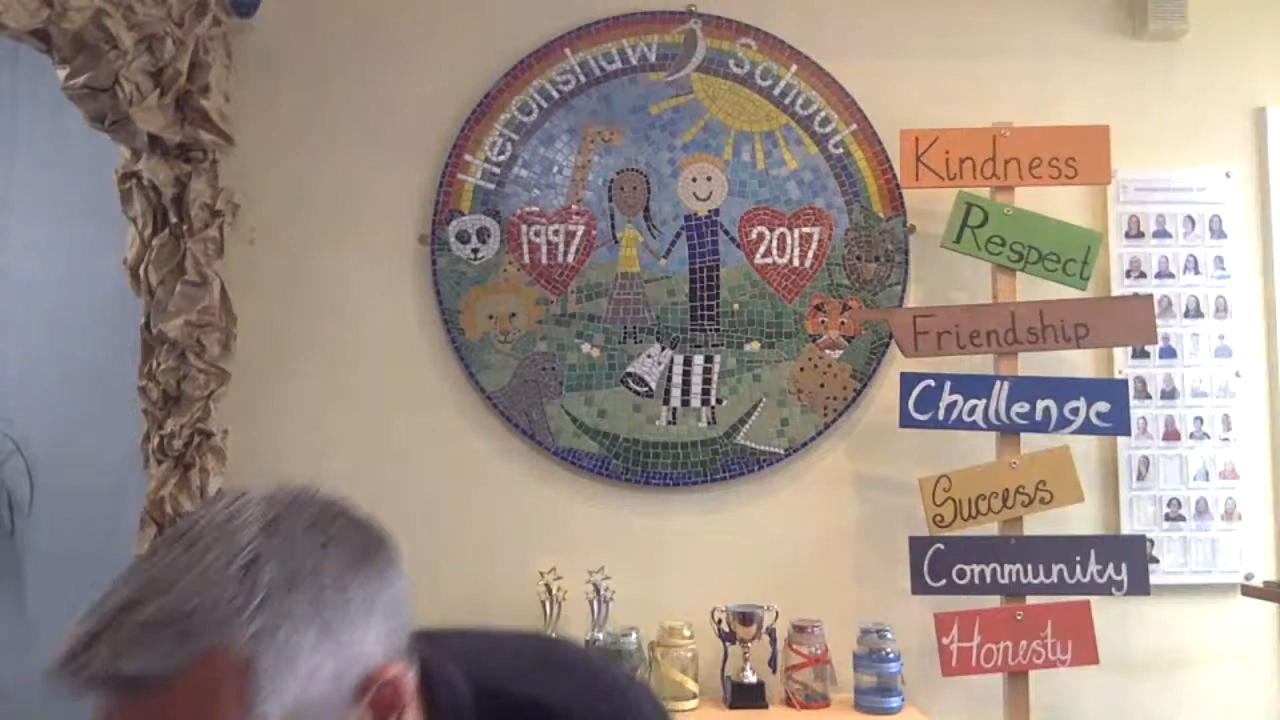 Heronshaw School
1997
2017
Kindness
Respect
Friendship
Challenge
Success
Community
Honesty